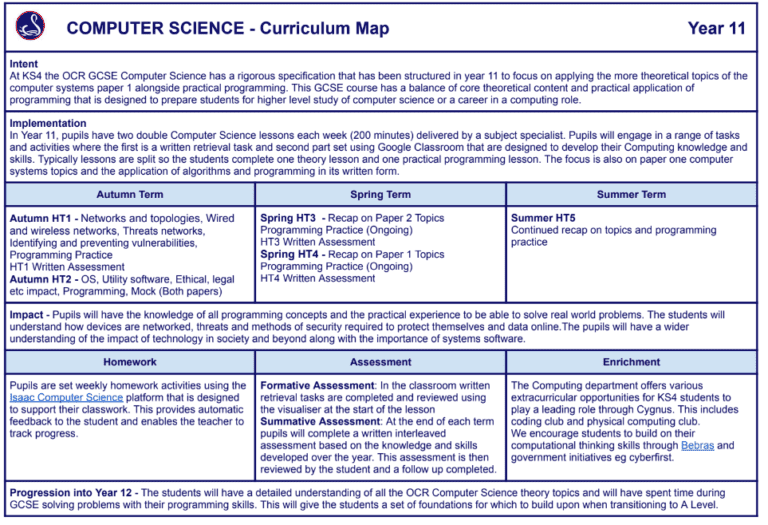 COMPUTER SCIENCE - Curriculum Map
Year 11
Intent
At KS4 the OCR GCSE Computer Science has a rigorous specification that has been structured in year 11 to focus on applying the more theoretical topics of the
computer systems paper 1 alongside practical programming. This GCSE course has a balance of core theoretical content and practical application of
programming that is designed to prepare students for higher level study of computer science or a career in a computing role.
Implementation
In Year 11, pupils have two double Computer Science lessons each week (200 minutes) delivered by a subject specialist. Pupils will engage in a range of tasks
and activities where the first is a written retrieval task and second part set using Google Classroom that are designed to develop their Computing knowledge and
skills. Typically lessons are split so the students complete one theory lesson and one practical programming lesson. The focus is also on paper one computer
systems topics and the application of algorithms and programming in its written form.
Autumn Term
Autumn HT1 - Networks and topologies, Wired
and wireless networks, Threats networks,
Identifying and preventing vulnerabilities,
Programming Practice
HT1 Written Assessment
Autumn HT2 - OS, Utility software, Ethical, legal
etc impact, Programming, Mock (Both papers)
Spring Term
Spring HT3 - Recap on Paper 2 Topics
Programming Practice (Ongoing)
HT3 Written Assessment
Spring HT4 - Recap on Paper 1 Topics
Programming Practice (Ongoing)
HT4 Written Assessment
Summer Term
Summer HT5
Continued recap on topics and programming
practice
Impact - Pupils will have the knowledge of all programming concepts and the practical experience to be able to solve real world problems. The students will
understand how devices are networked, threats and methods of security required to protect themselves and data online.The pupils will have a wider
understanding of the impact of technology in society and beyond along with the importance of systems software.
Homework
Pupils are set weekly homework activities using the
Isaac Computer Science platform that is designed
to support their classwork. This provides automatic
feedback to the student and enables the teacher to
track progress.
Assessment
Formative Assessment: In the classroom written
retrieval tasks are completed and reviewed using
the visualiser at the start of the lesson
Summative Assessment: At the end of each term
pupils will complete a written interleaved
assessment based on the knowledge and skills
developed over the year. This assessment is then
reviewed by the student and a follow up completed.
Enrichment
The Computing department offers various
extracurricular opportunities for KS4 students to
play a leading role through Cygnus. This includes
coding club and physical computing club.
We encourage students to build on their
computational thinking skills through Bebras and
government initiatives eg cyberfirst.
Progression into Year 12 - The students will have a detailed understanding of all the OCR Computer Science theory topics and will have spent time during
GCSE solving problems with their programming skills. This will give the students a set of foundations for which to build upon when transitioning to A Level.